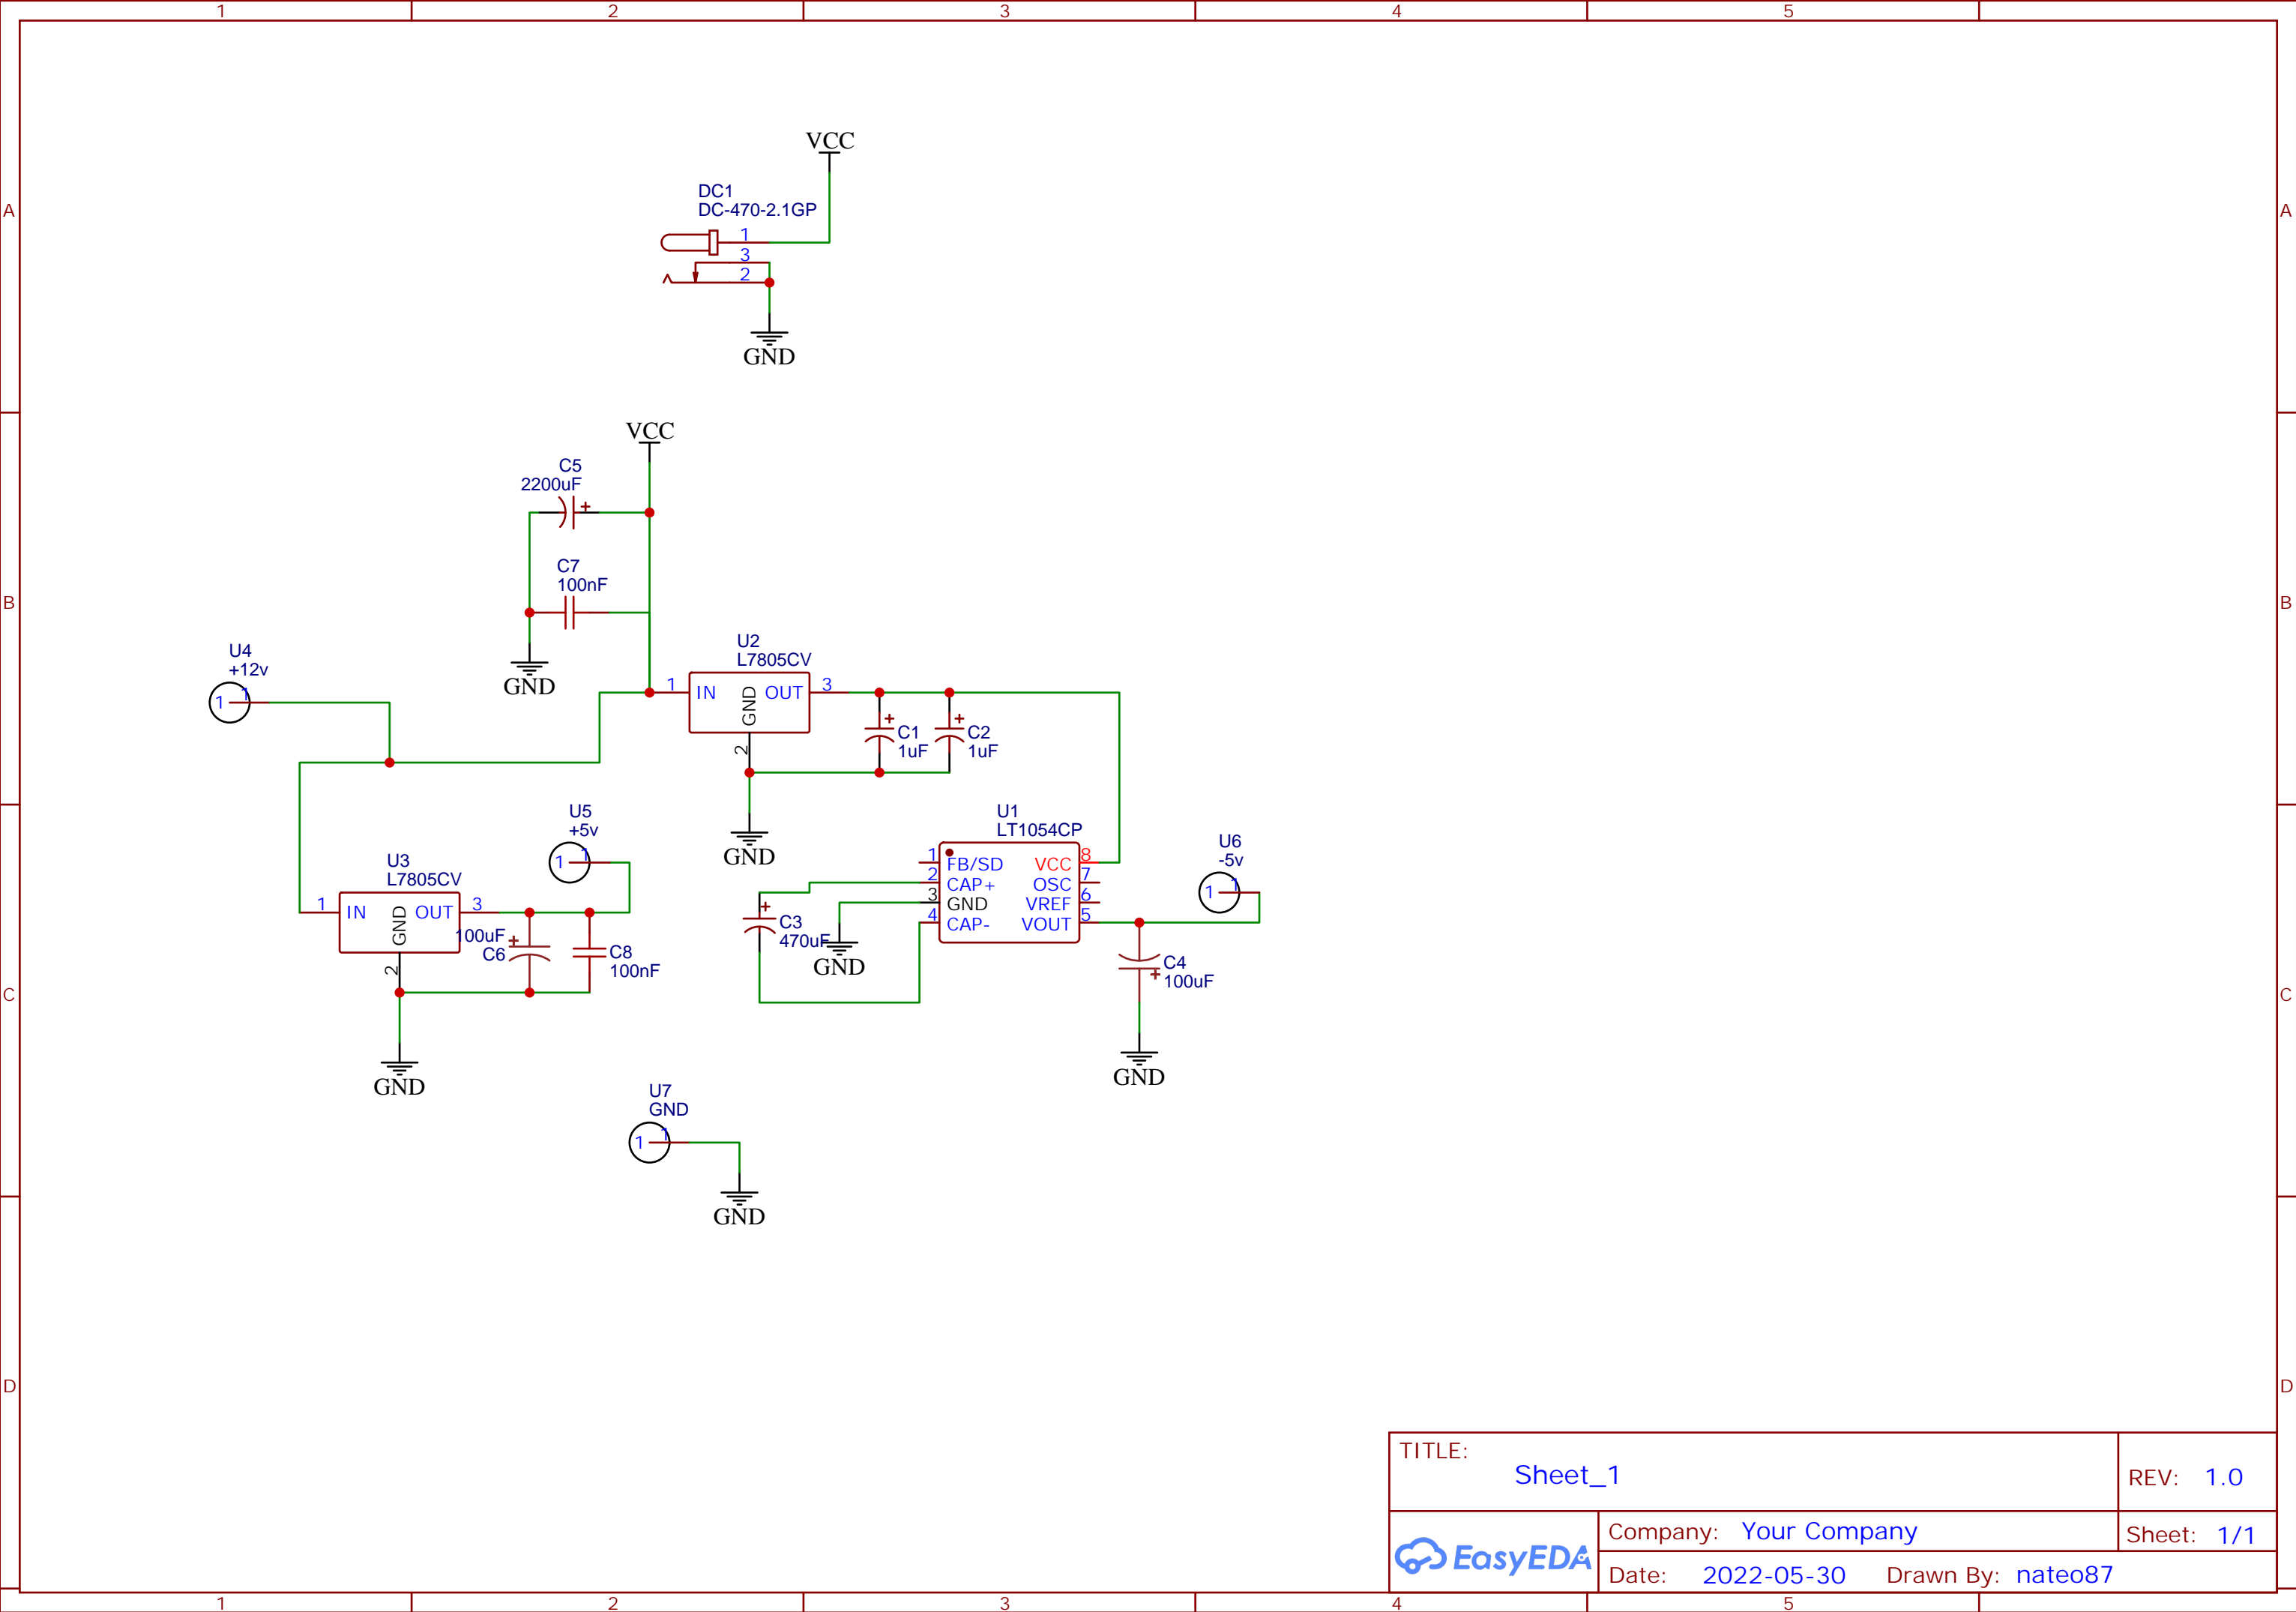 1 2 3 4 5
A A
VCC
DC1
DC-470-2.1GP
1
3
2
GND
VCC
C5
2200uF
C7
100nF
B B
GND
U4
+12v
1 1
U2
L7805CV
1 IN GND OUT 3
2
C1
1uF
C2
1uF
GND
U5
+5v
1 1
U3
L7805CV
1 IN GND OUT 3
2
100uF
C6
C8
100nF
GND
U1
LT1054CP
1 FB/SD VCC 8
2 CAP+ OSC 7
3 GND VREF 6
4 CAP- VOUT 5
C3
470uF
GND
U6
-5v
1 1
C4
100uF
GND
C C
U7
GND
1 1
GND
D D
TITLE:
Sheet_1
REV: 1.0
EasyEDA
Company: Your Company
Sheet: 1/1
Date: 2022-05-30 Drawn By: nateo87
1 2 3 4 5